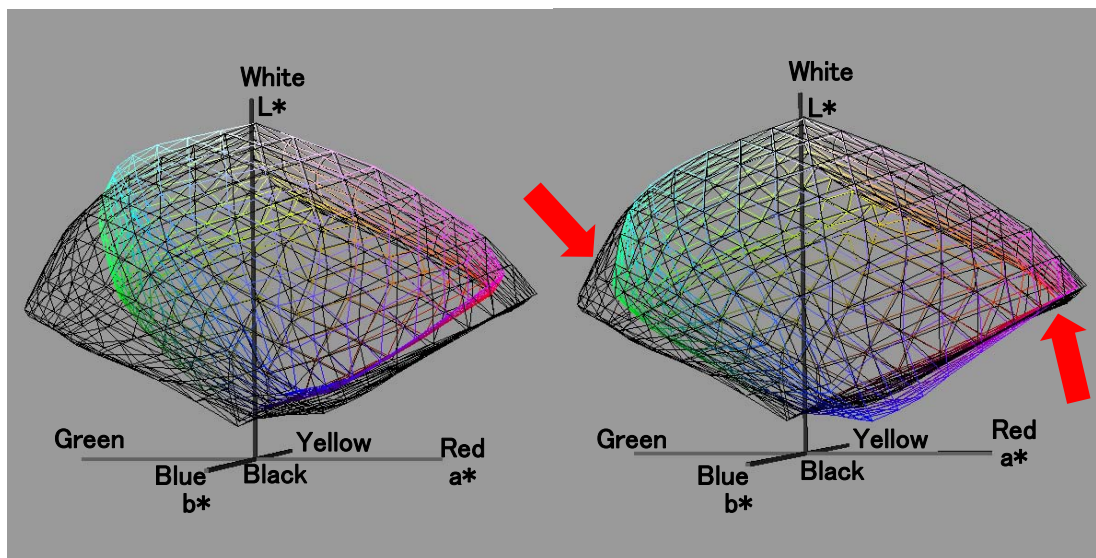 White
L*
Green
Yellow
Red
Blue
Black
a*
b*
White
L*
Green
Yellow
Red
Blue
Black
a*
b*